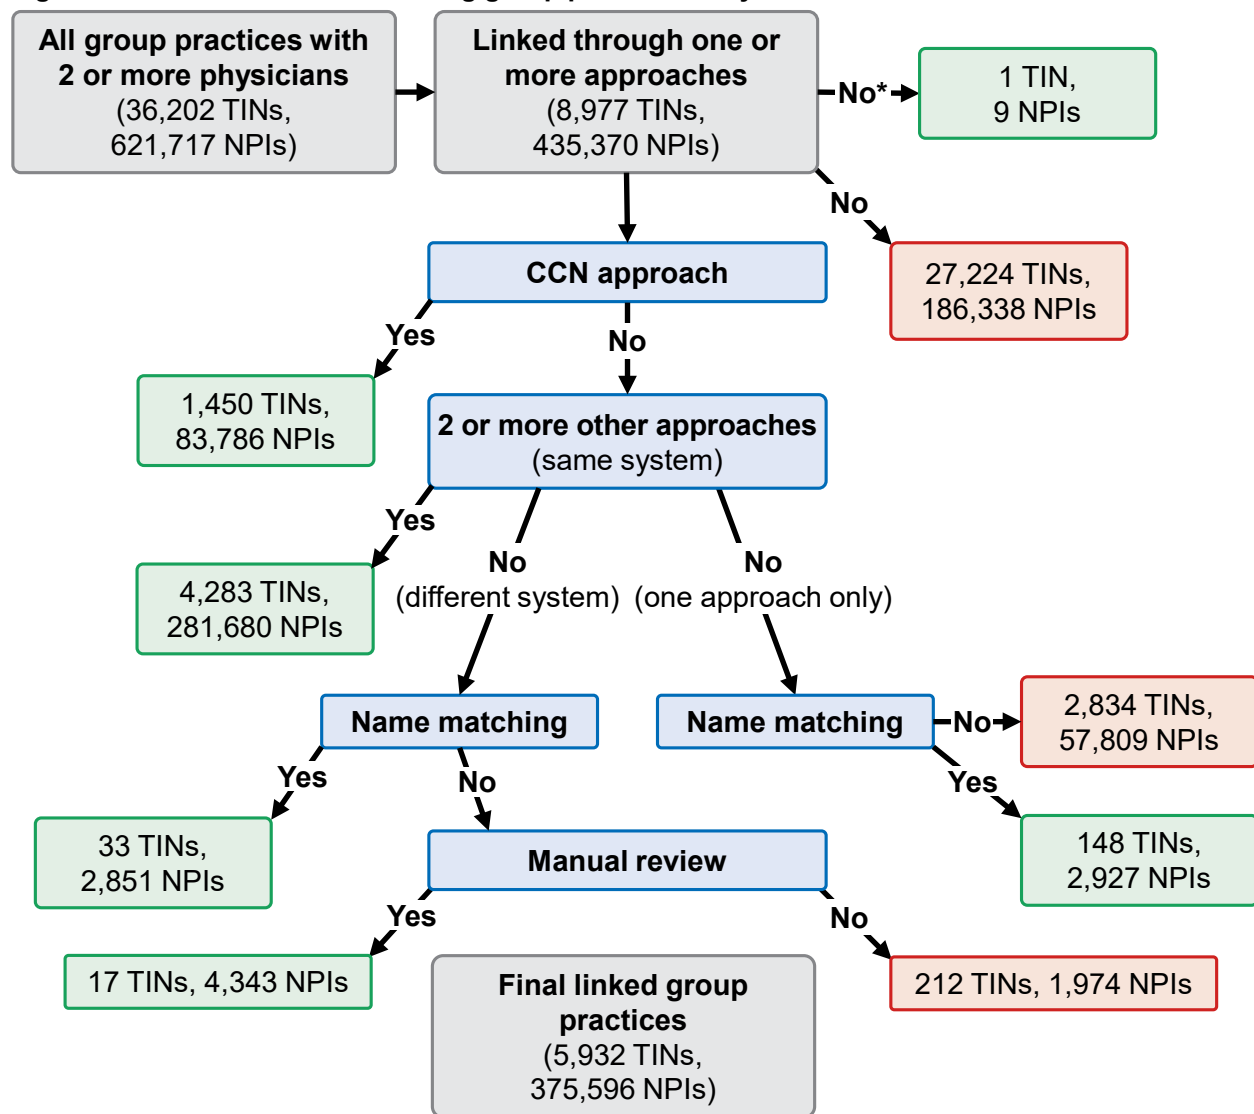 All group practices with
2 or more physicians
(36,202 TINs,
621,717 NPIs)
Linked through one or
more approaches
(8,977 TINs,
435,370 NPIs)
No*
1 TIN,
9 NPIs
No
27,224 TINs,
186,338 NPIs
CCN approach
Yes
No
1,450 TINs,
83,786 NPIs
2 or more other approaches
(same system)
Yes
4,283 TINs,
281,680 NPIs
No
(different system)
No
(one approach only)
Name matching
Name matching
No
2,834 TINs,
57,809 NPIs
Yes
No
Yes
33 TINs,
2,851 NPIs
148 TINs,
2,927 NPIs
Manual review
Yes
No
17 TINs, 4,343 NPIs
212 TINs, 1,974 NPIs
Final linked group
practices
(5,932 TINs,
375,596 NPIs)